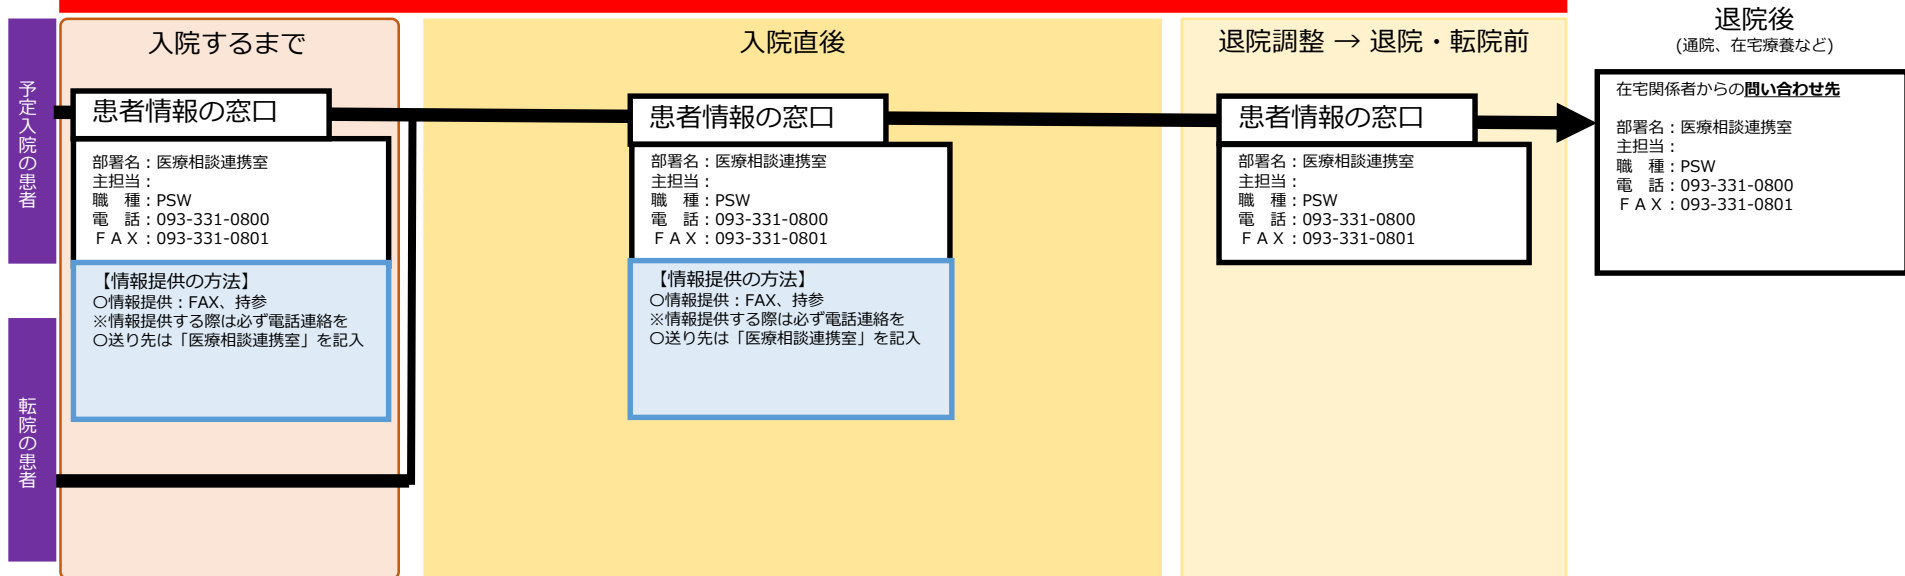 予定入院の患者
転院の患者
入院するまで
患者情報の窓口
部署名：医療相談連携室
主担当：
職　種：PSW
電　話：093-331-0800
ＦＡＸ：093-331-0801
【情報提供の方法】
〇情報提供：FAX、持参
※情報提供する際は必ず電話連絡を
〇送り先は「医療相談連携室」を記入
入院直後
患者情報の窓口
部署名：医療相談連携室
主担当：
職　種：PSW
電　話：093-331-0800
ＦＡＸ：093-331-0801
【情報提供の方法】
〇情報提供：FAX、持参
※情報提供する際は必ず電話連絡を
〇送り先は「医療相談連携室」を記入
退院調整 → 退院・転院前
患者情報の窓口
部署名：医療相談連携室
主担当：
職　種：PSW
電　話：093-331-0800
ＦＡＸ：093-331-0801
退院後
(通院、在宅療養など)
在宅関係者からの問い合わせ先
部署名：医療相談連携室
主担当：
職　種：PSW
電　話：093-331-0800
ＦＡＸ：093-331-0801